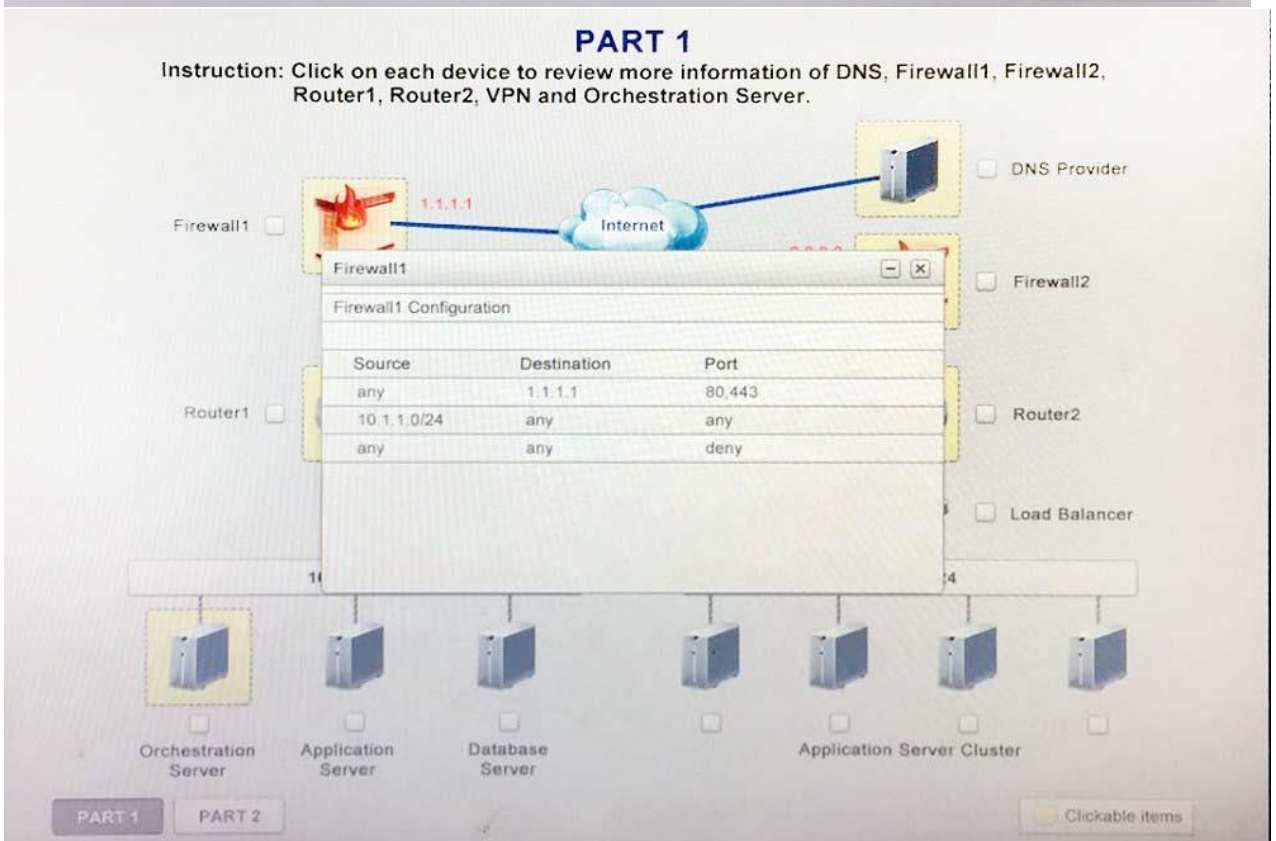 PART 1
Instruction: Click on each device to review more information of DNS, Firewall1, Firewall2,
Router1, Router2, VPN and Orchestration Server.
DNS Provider
1.1.1.1
Firewall1
Internet
Firewall1
Firewall2
Firewall1 Configuration
Source Destination Port
any 1.1.1.1 80,443
10.1.1.0/24 any any
any any deny
Router1
Router2
Load Balancer
Orchestration
Server
Application
Server
Database
Server
Application Server Cluster
PART 1
PART 2
Clickable items